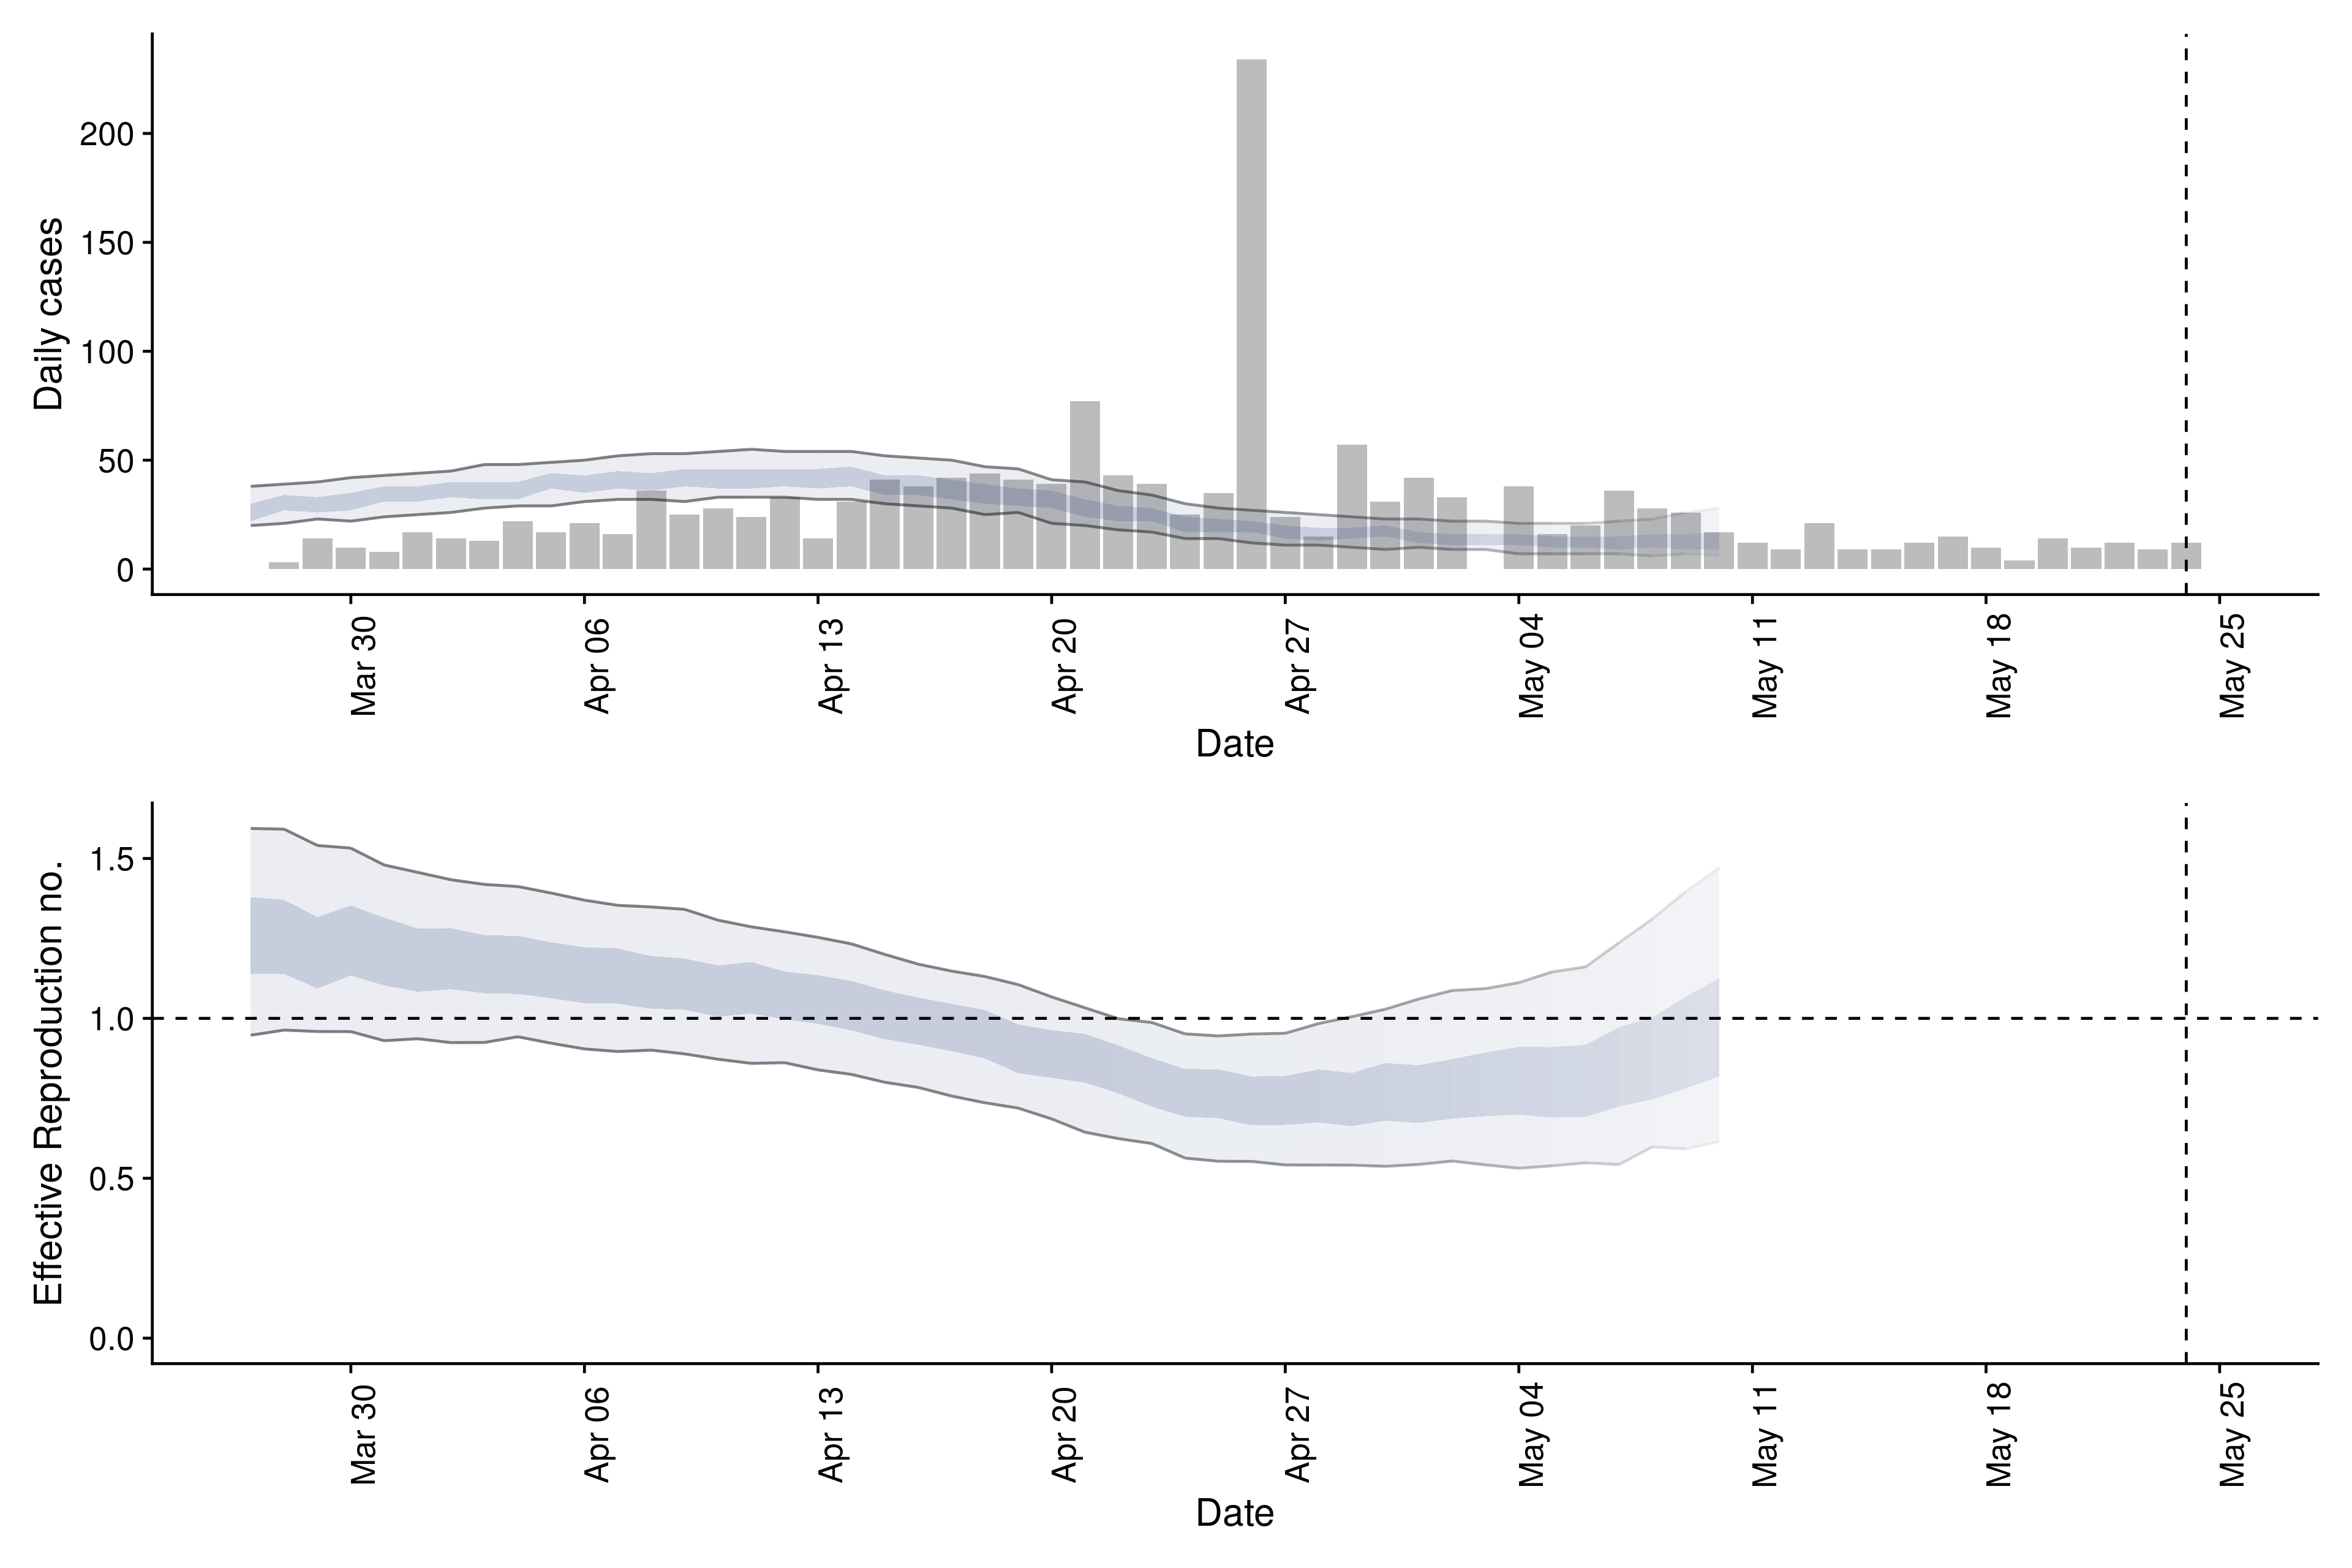 Daily cases
200
150
100
50
0
Mar 30
Apr 06
Apr 13
Apr 20
Apr 27
May 04
May 11
May 18
May 25
Date
Effective Reproduction no.
1.5
1.0
0.5
0.0
Mar 30
Apr 06
Apr 13
Apr 20
Apr 27
May 04
May 11
May 18
May 25
Date